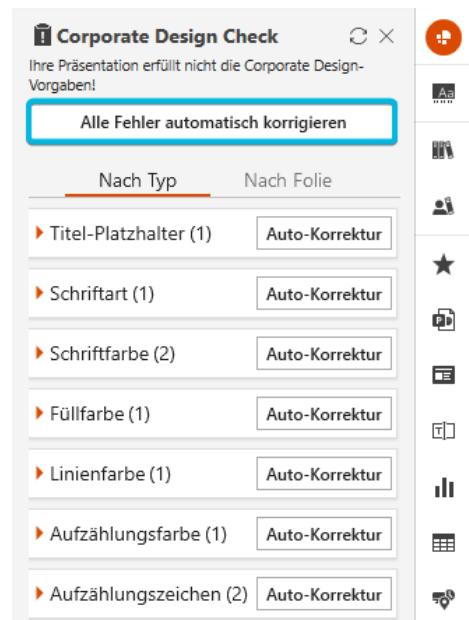 Corporate Design Check
Ihre Präsentation erfüllt nicht die Corporate Design-
Vorgaben!
Alle Fehler automatisch korrigieren
Nach Typ Nach Folie
Titel-Platzhalter (1) Auto-Korrektur
Schriftart (1) Auto-Korrektur
Schriftfarbe (2) Auto-Korrektur
Füllfarbe (1) Auto-Korrektur
Linienfarbe (1) Auto-Korrektur
Aufzählungsfarbe (1) Auto-Korrektur
Aufzählungszeichen (2) Auto-Korrektur
Aa
P
T